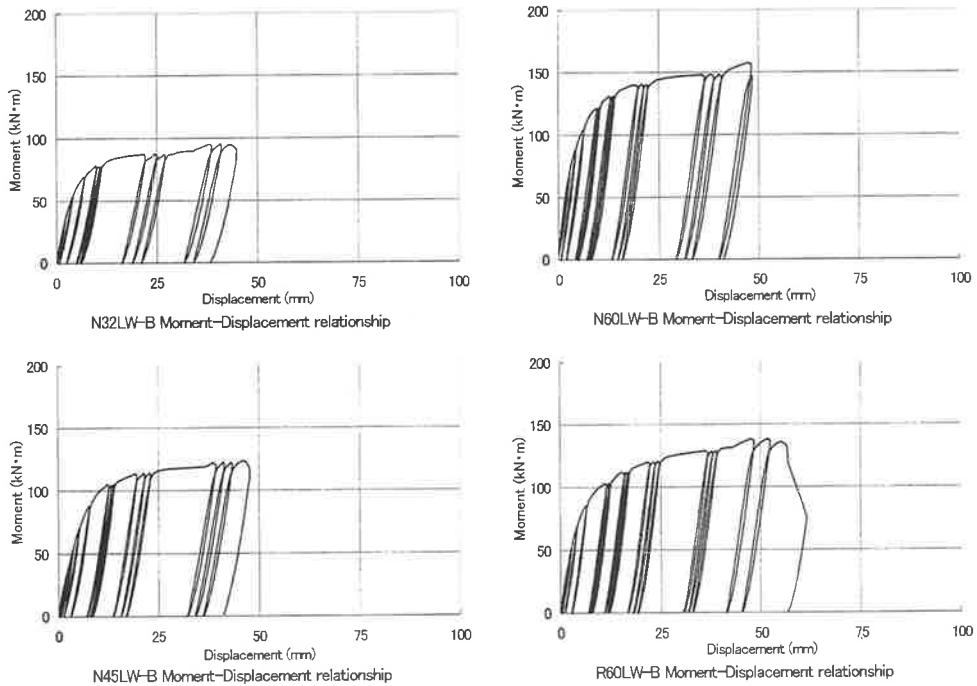 200
150
100
50
0
Moment (kN・m)
0 25 50 75 100
Displacement (mm)
N32LW-B Moment-Displacement relationship
200
150
100
50
0
Moment (kN・m)
0 25 50 75 100
Displacement (mm)
N60LW-B Moment-Displacement relationship
200
150
100
50
0
Moment (kN・m)
0 25 50 75 100
Displacement (mm)
N45LW-B Moment-Displacement relationship
200
150
100
50
0
Moment (kN・m)
0 25 50 75 100
Displacement (mm)
R60LW-B Moment-Displacement relationship